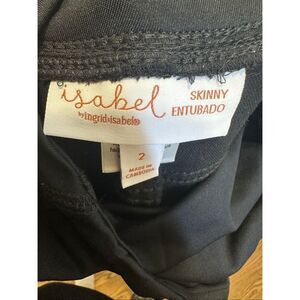 isabel
by ingrid&isabel®
SKINNY
ENTUBADO
2
MADE IN
CAMBODIA